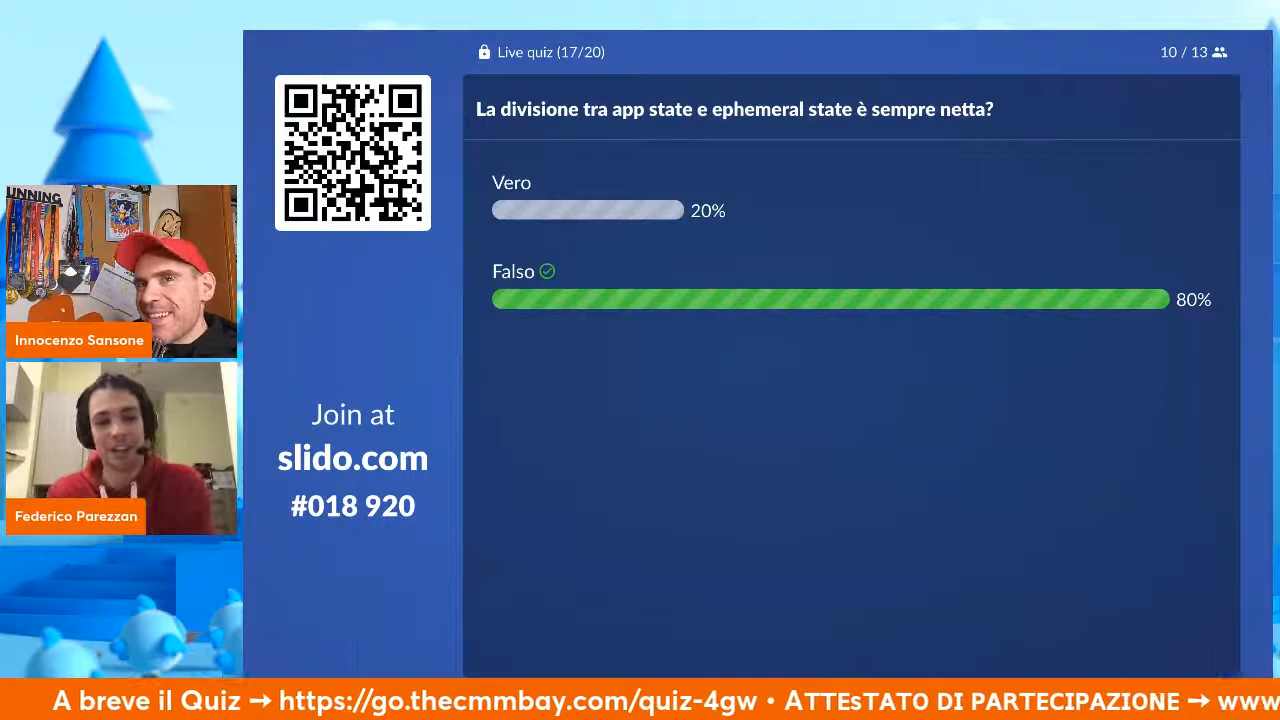 Live quiz (17/20)
10 / 13
La divisione tra app state e ephemeral state è sempre netta?
Vero
20%
Falso
80%
Join at
slido.com
#018 920
UNNING
Innocenzo Sansone
Federico Parezzan
A breve il Quiz → https://go.thecmmbay.com/quiz-4gw • ATTESTATO DI PARTECIPAZIONE → www